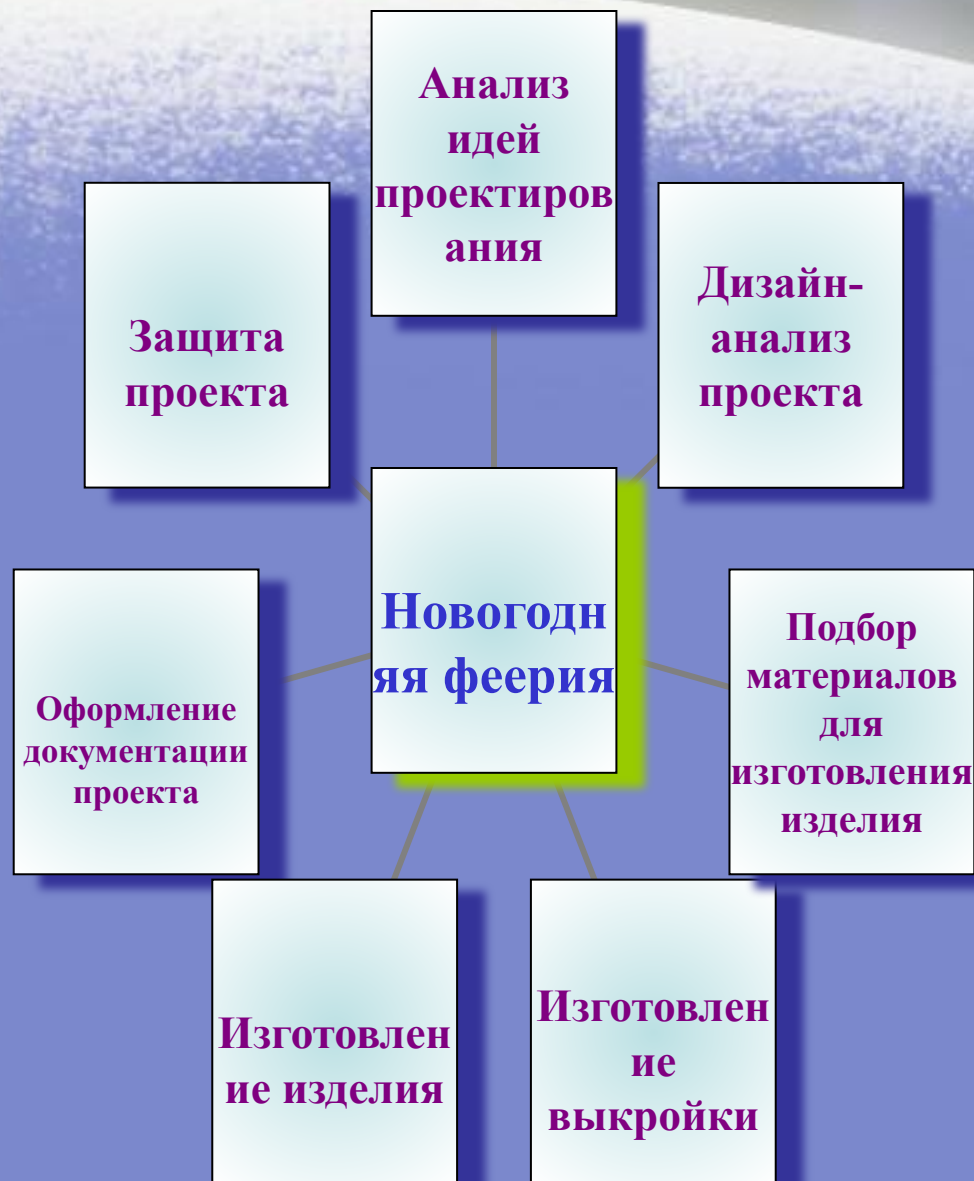 Анализ
идей
проектиров
ания
Дизайн-
анализ
проекта
Защита
проекта
Новогодн
яя феерия
Подбор
материалов
для
изготовления
изделия
Оформление
документации
проекта
Изготовлен
ие
выкройки
Изготовлен
ие изделия